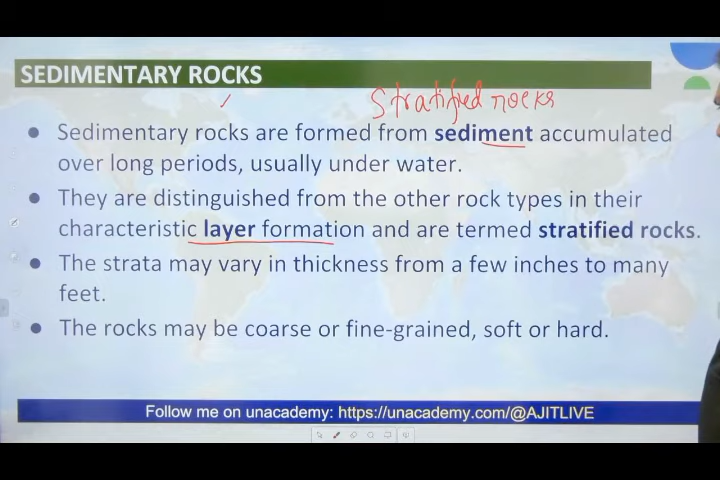 SEDIMENTARY ROCKS
Stratified rocks
● Sedimentary rocks are formed from sediment accumulated
over long periods, usually under water.
● They are distinguished from the other rock types in their
characteristic layer formation and are termed stratified rocks.
● The strata may vary in thickness from a few inches to many
feet.
● The rocks may be coarse or fine-grained, soft or hard.
Follow me on unacademy: https://unacademy.com/@AJITLIVE